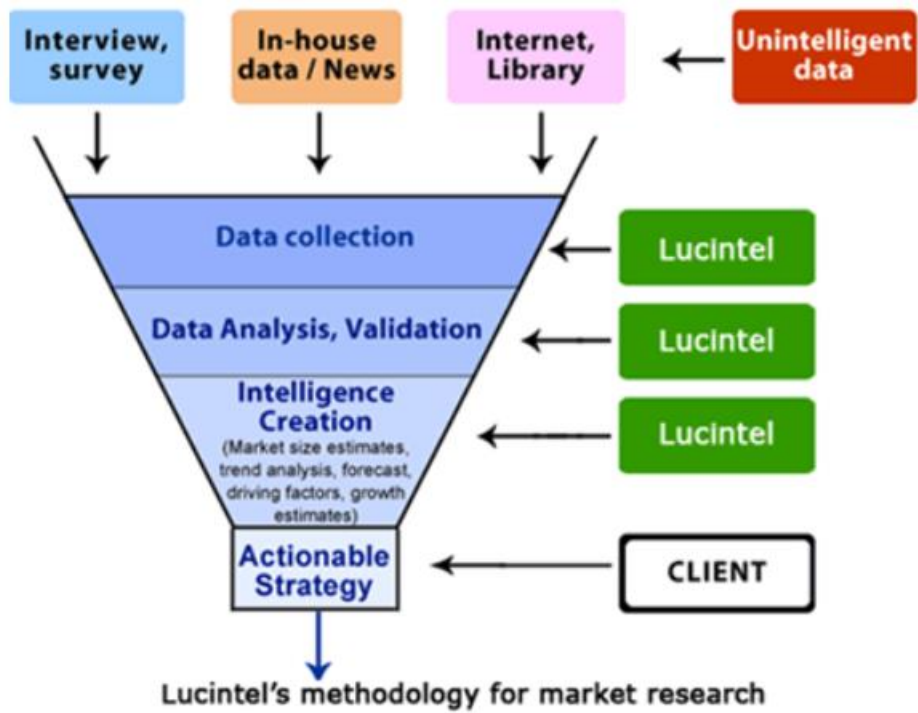 Interview,
survey
In-house
data / News
Internet,
Library
Unintelligent
data
Data collection
Lucintel
Data Analysis, Validation
Lucintel
Intelligence
Creation
(Market size estimates,
trend analysis, forecast,
driving factors, growth
estimates)
Lucintel
Actionable
Strategy
CLIENT
Lucintel's methodology for market research